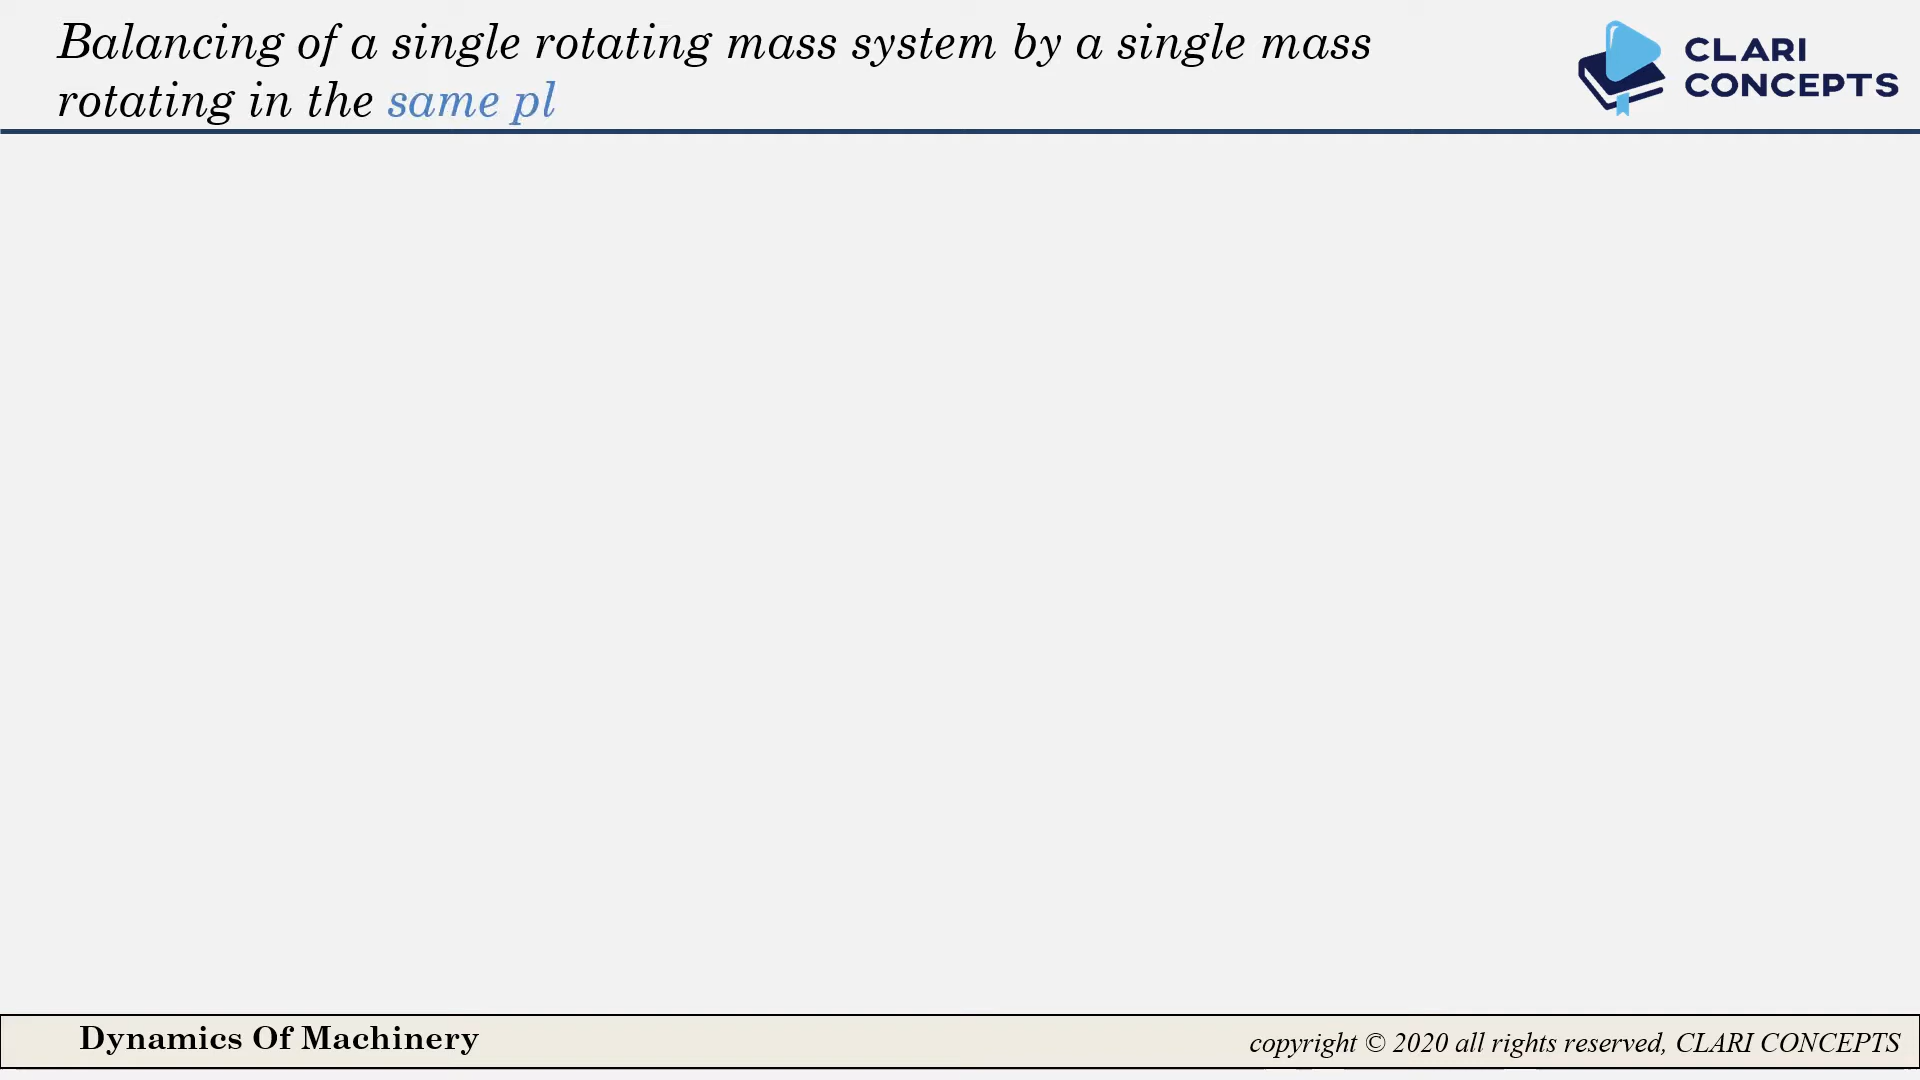 Balancing of a single rotating mass system by a single mass
rotating in the same pl
CLARI
CONCEPTS
Dynamics Of Machinery
copyright © 2020 all rights reserved, CLARI CONCEPTS